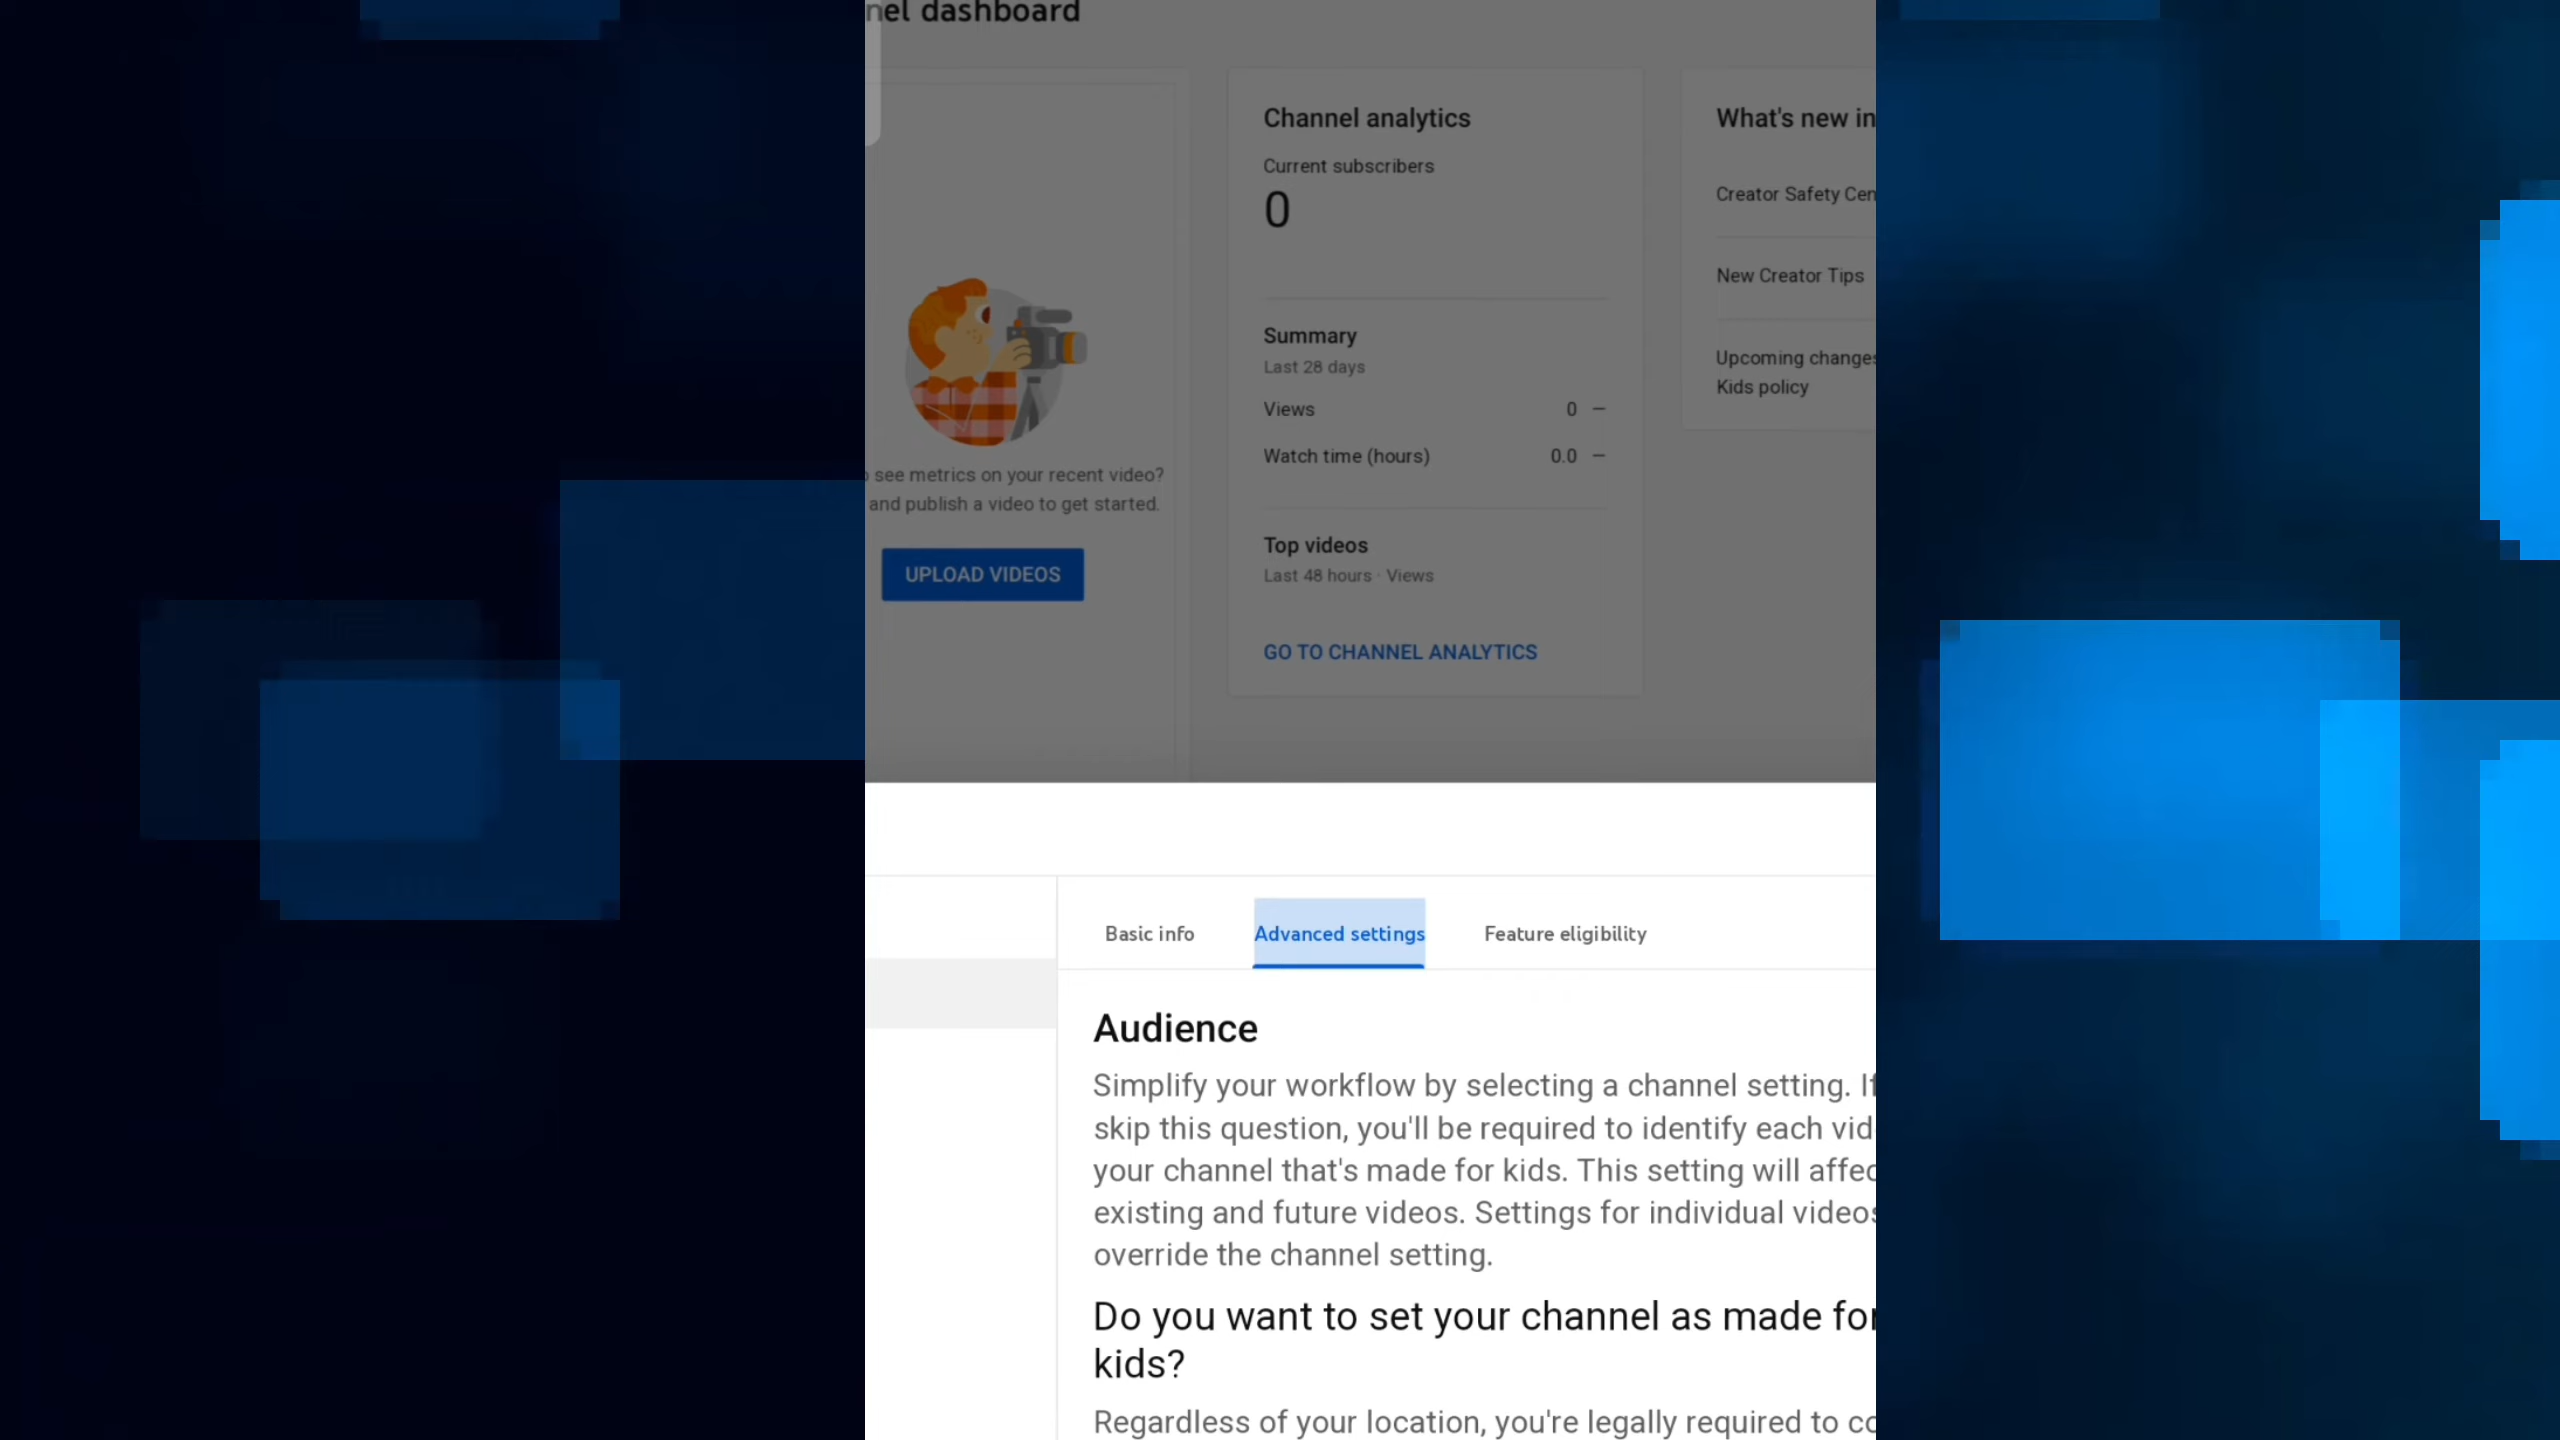 nel dashboard
Channel analytics
Current subscribers
0
Summary
Last 28 days
Views 0 —
Watch time (hours) 0.0 —
Top videos
Last 48 hours · Views
GO TO CHANNEL ANALYTICS
What's new in
Creator Safety Cen
New Creator Tips
Upcoming changes
Kids policy
see metrics on your recent video?
and publish a video to get started.
UPLOAD VIDEOS
Basic info Advanced settings Feature eligibility
Audience
Simplify your workflow by selecting a channel setting. If
skip this question, you'll be required to identify each vid
your channel that's made for kids. This setting will affec
existing and future videos. Settings for individual videos
override the channel setting.
Do you want to set your channel as made for
kids?
Regardless of your location, you're legally required to co